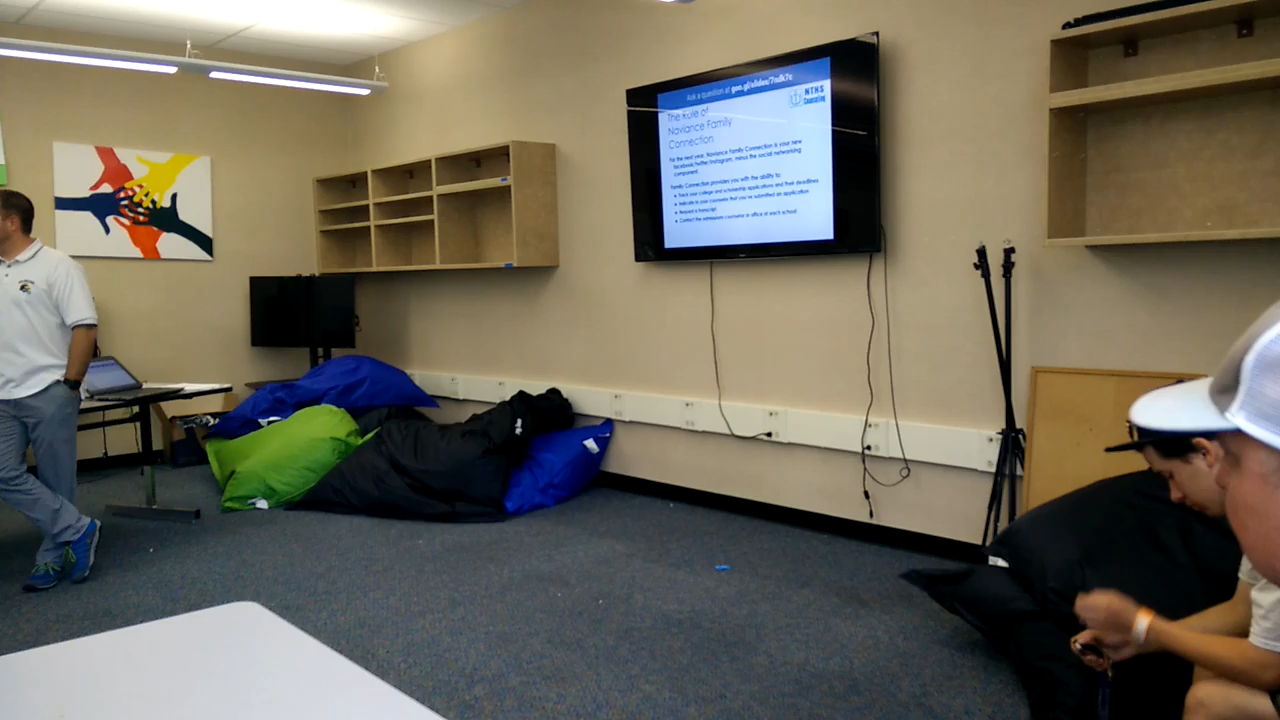 Ask a question at goo.gl/slides/7ndk7c
NTHS
Counseling
The Role of
Naviance Family
Connection
For the next year, Naviance Family Connection is your new
facebook/twitter/instagram, minus the social networking
component.
Family Connection provides you with the ability to:
Track your college and scholarship applications and their deadlines
Indicate to your counselor that you've submitted an application
Request a transcript
Contact the admissions counselor in office at each school